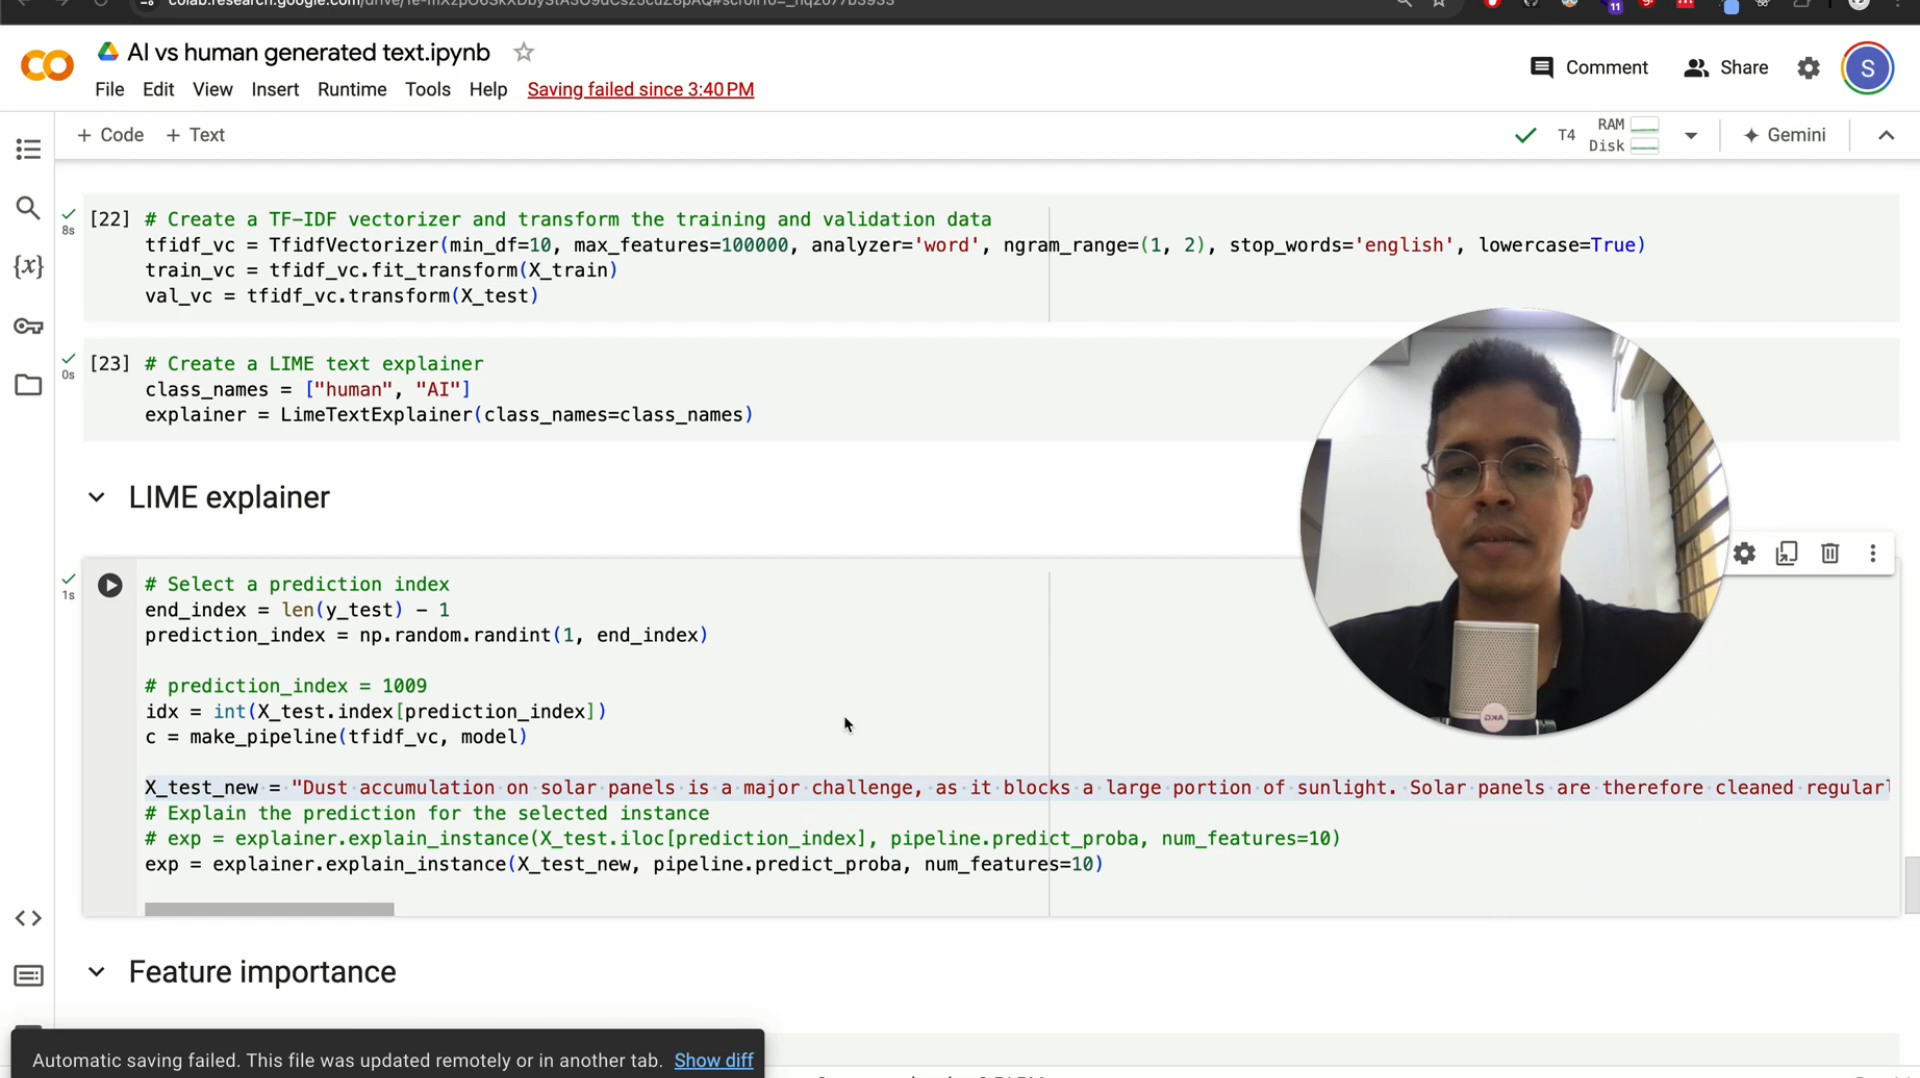 AI vs human generated text.ipynb
Comment
Share
S
File Edit View Insert Runtime Tools Help Saving failed since 3:40 PM
+ Code + Text
T4
RAM
Disk
Gemini
[22] # Create a TF-IDF vectorizer and transform the training and validation data
8s
tfidf_vc = TfidfVectorizer(min_df=10, max_features=100000, analyzer='word', ngram_range=(1, 2), stop_words='english', lowercase=True)
train_vc = tfidf_vc.fit_transform(X_train)
val_vc = tfidf_vc.transform(X_test)
[23] # Create a LIME text explainer
0s
class_names = ["human", "AI"]
explainer = LimeTextExplainer(class_names=class_names)
LIME explainer
1s
# Select a prediction index
end_index = len(y_test) - 1
prediction_index = np.random.randint(1, end_index)
# prediction_index = 1009
idx = int(X_test.index[prediction_index])
c = make_pipeline(tfidf_vc, model)
X_test_new = "Dust accumulation on solar panels is a major challenge, as it blocks a large portion of sunlight. Solar panels are therefore cleaned regularl
# Explain the prediction for the selected instance
# exp = explainer.explain_instance(X_test.iloc[prediction_index], pipeline.predict_proba, num_features=10)
exp = explainer.explain_instance(X_test_new, pipeline.predict_proba, num_features=10)
Feature importance
Automatic saving failed. This file was updated remotely or in another tab. Show diff
AKG
11